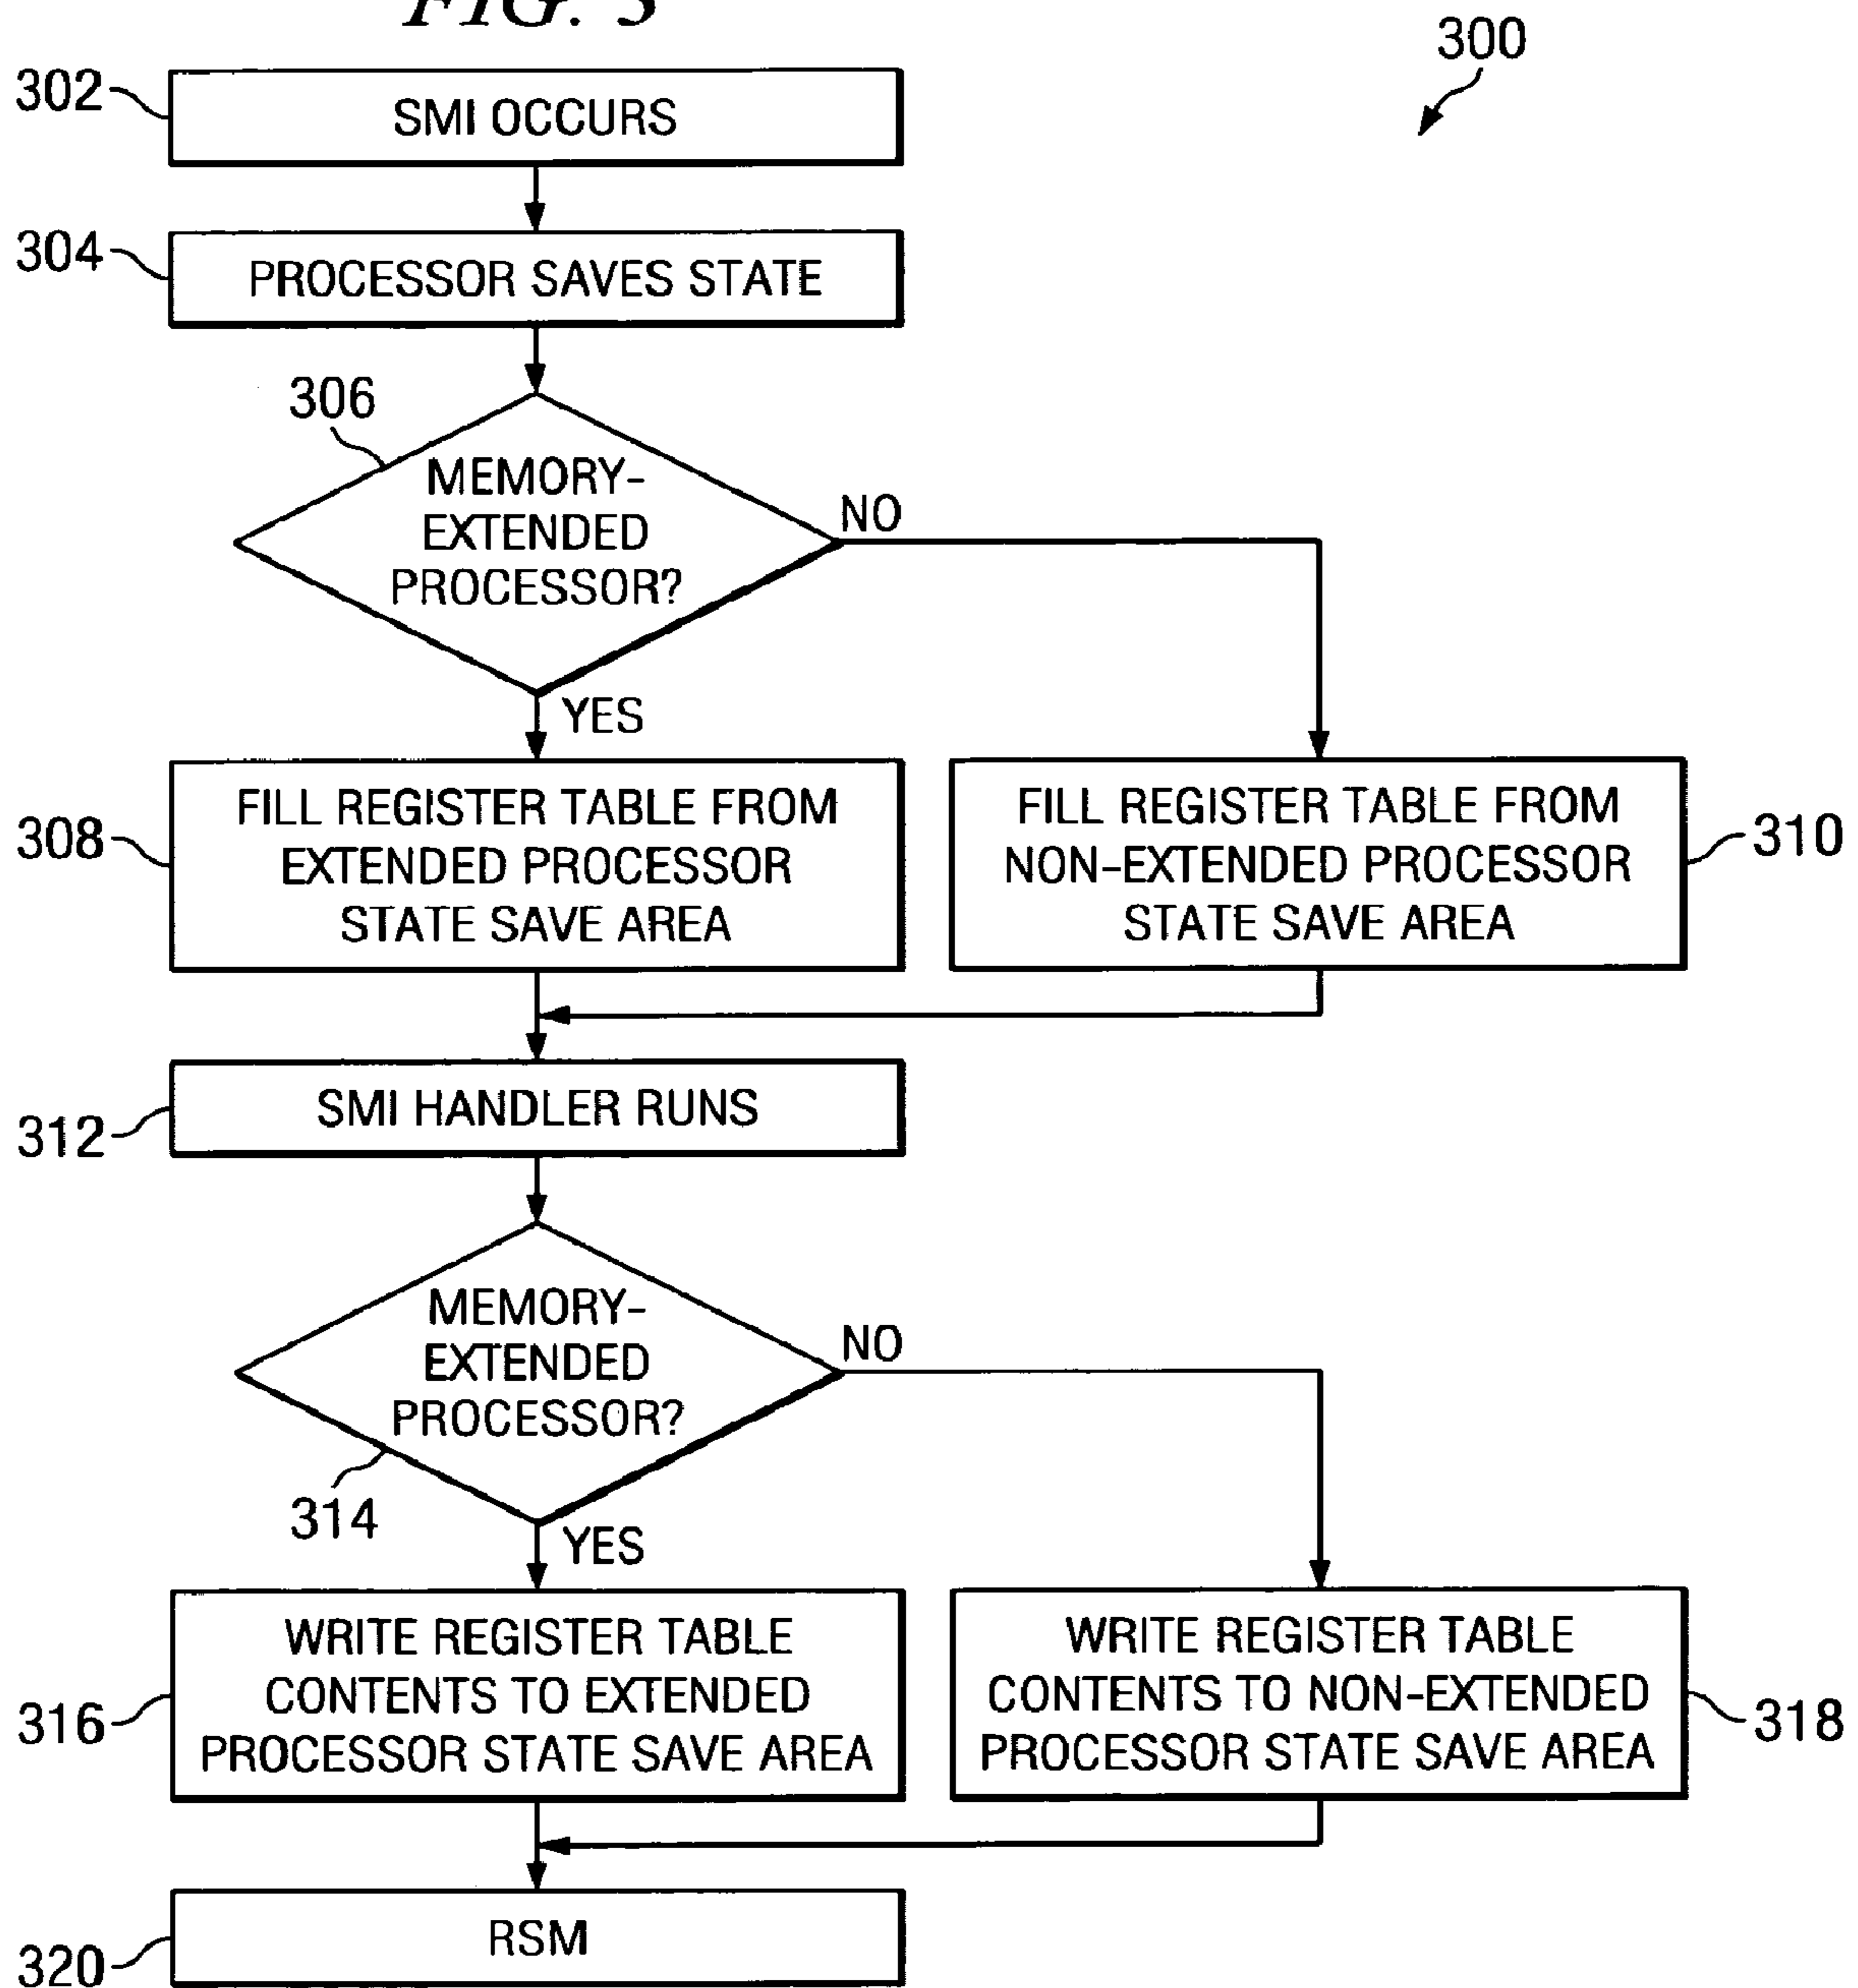 FIG. 3
300
302
SMI OCCURS
304
PROCESSOR SAVES STATE
306
MEMORY-
EXTENDED
PROCESSOR?
NO
YES
308
FILL REGISTER TABLE FROM
EXTENDED PROCESSOR
STATE SAVE AREA
FILL REGISTER TABLE FROM
NON-EXTENDED PROCESSOR
STATE SAVE AREA
310
312
SMI HANDLER RUNS
MEMORY-
EXTENDED
PROCESSOR?
NO
314
YES
316
WRITE REGISTER TABLE
CONTENTS TO EXTENDED
PROCESSOR STATE SAVE AREA
WRITE REGISTER TABLE
CONTENTS TO NON-EXTENDED
PROCESSOR STATE SAVE AREA
318
320
RSM